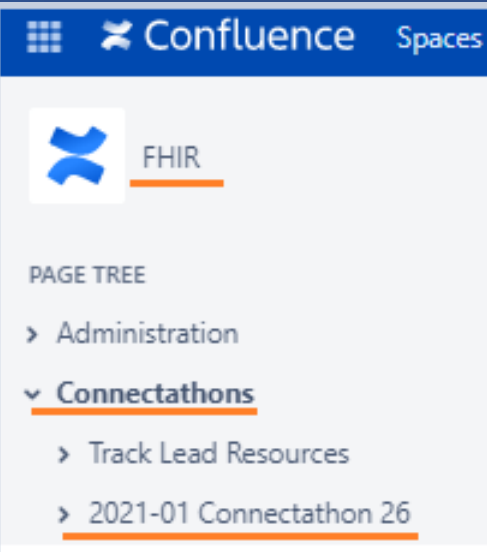 Confluence Spaces
FHIR
PAGE TREE
Administration
Connectathons
Track Lead Resources
2021-01 Connectathon 26